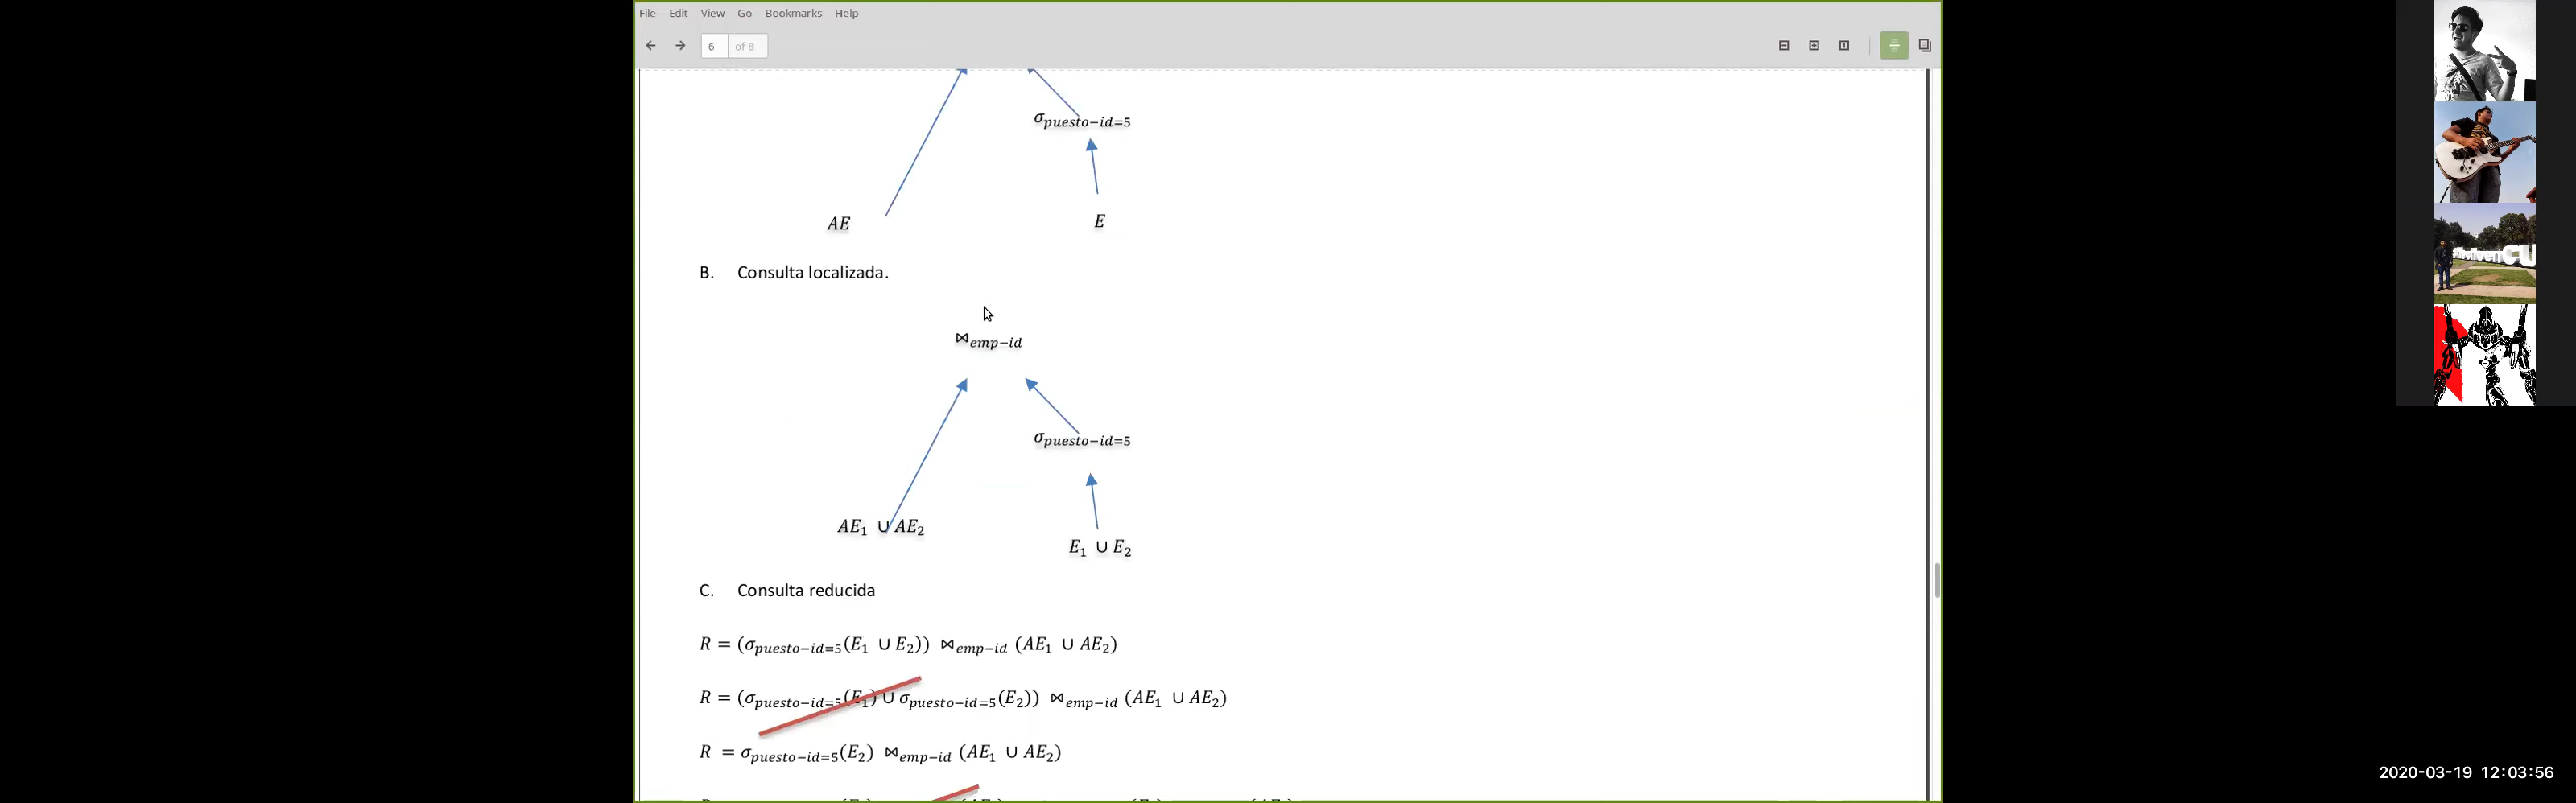 File Edit View Go Bookmarks Help
6 of 8
σpuesto−id=5
AE E
B. Consulta localizada.
⋈emp−id
σpuesto−id=5
AE1 ∪ AE2
E1 ∪ E2
C. Consulta reducida
R = (σpuesto−id=5(E1 ∪ E2)) ⋈emp−id (AE1 ∪ AE2)
R = (σpuesto−id=5(E1) ∪ σpuesto−id=5(E2)) ⋈emp−id (AE1 ∪ AE2)
R = σpuesto−id=5(E2) ⋈emp−id (AE1 ∪ AE2)
2020-03-19 12:03:56